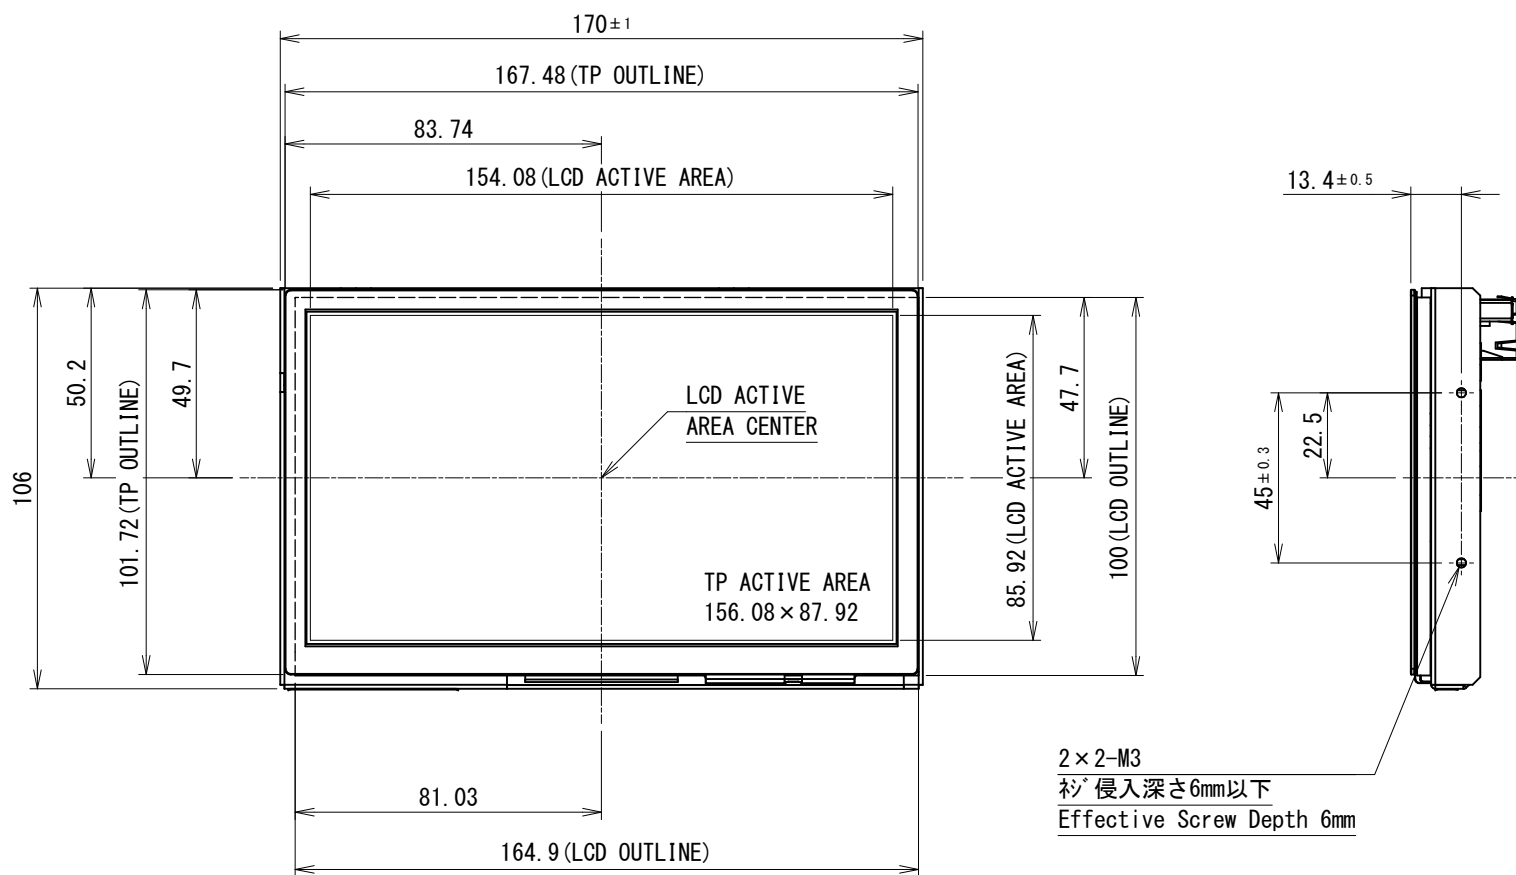 170±1
167.48(TP OUTLINE)
83.74
154.08(LCD ACTIVE AREA)
13.4±0.5
50.2
49.7
101.72(TP OUTLINE)
106
LCD ACTIVE
AREA CENTER
47.7
85.92(LCD ACTIVE AREA)
100(LCD OUTLINE)
22.5
45±0.3
TP ACTIVE AREA
156.08×87.92
2×2-M3
ネジ侵入深さ6mm以下
Effective Screw Depth 6mm
81.03
164.9(LCD OUTLINE)